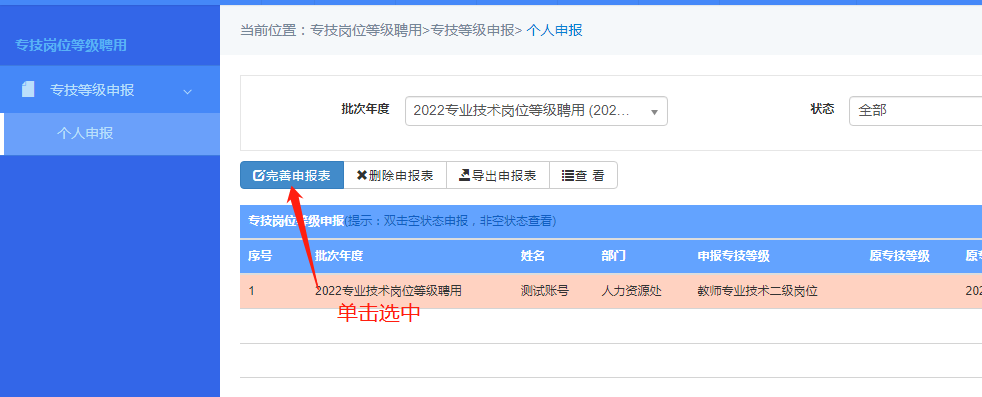 当前位置：专技岗位等级聘用>专技等级申报> 个人申报
专技岗位等级聘用
专技等级申报
个人申报
批次年度 2022专业技术岗位等级聘用 (202... 状态 全部
完善申报表 删除申报表 导出申报表 查 看
专技岗位等级申报(提示：双击空状态申报，非空状态查看)
序号 批次年度 姓名 部门 申报专技等级 原专技等级 原
1 2022专业技术岗位等级聘用 测试账号 人力资源处 教师专业技术二级岗位 202
单击选中